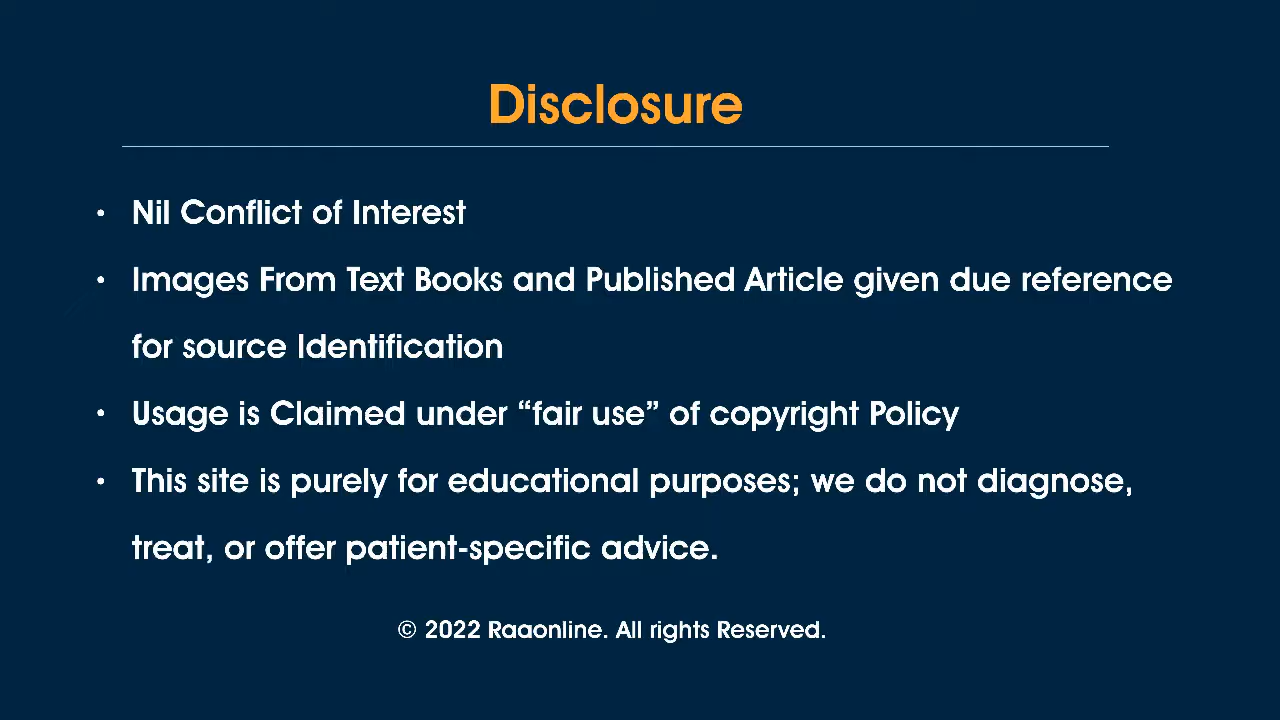 Disclosure
• Nil Conflict of Interest
• Images From Text Books and Published Article given due reference
for source Identification
• Usage is Claimed under “fair use” of copyright Policy
• This site is purely for educational purposes; we do not diagnose,
treat, or offer patient-specific advice.
© 2022 Raaonline. All rights Reserved.